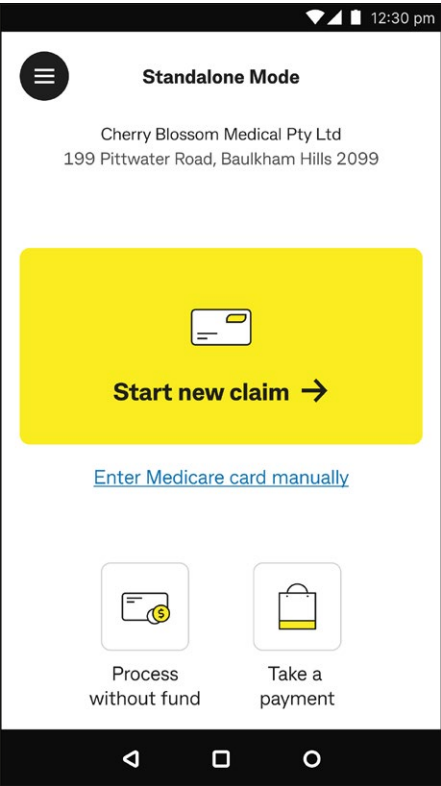 12:30 pm
Standalone Mode
Cherry Blossom Medical Pty Ltd
199 Pittwater Road, Baulkham Hills 2099
Start new claim →
Enter Medicare card manually
Process
without fund
Take a
payment